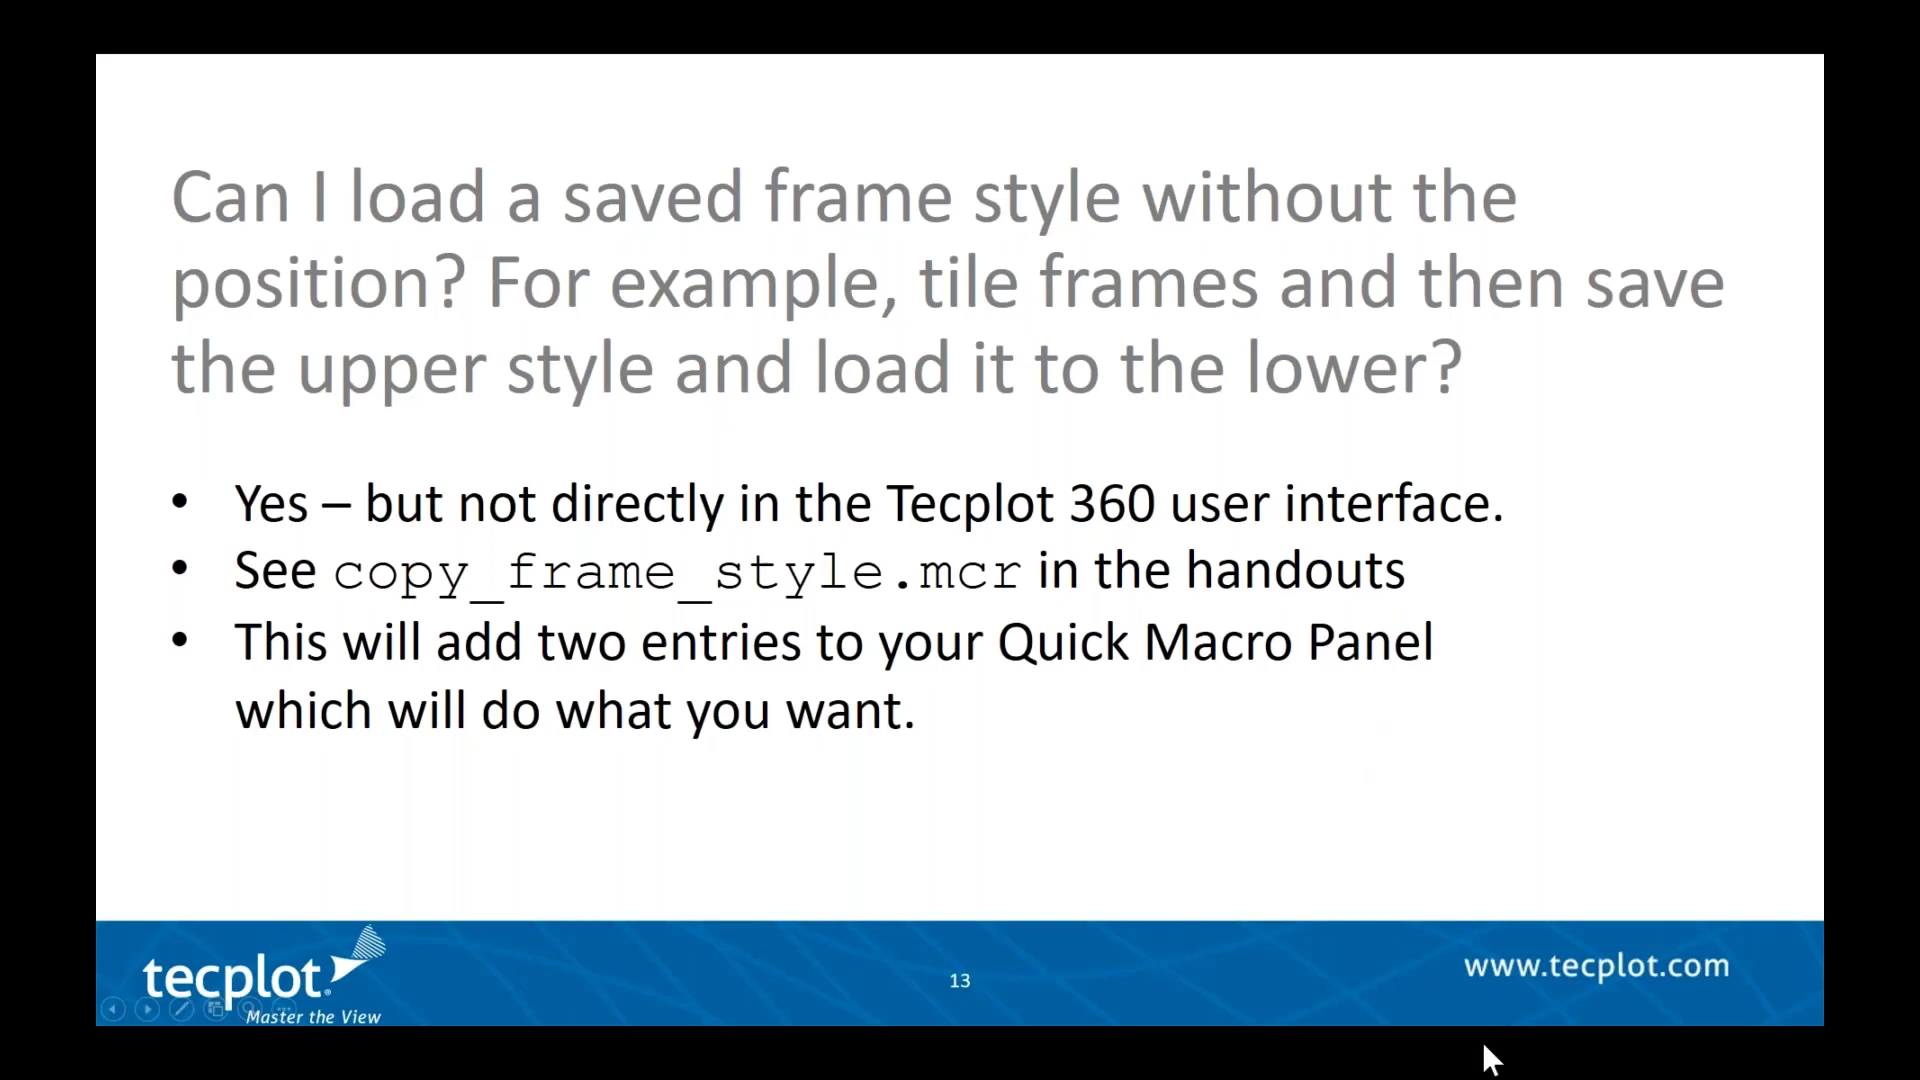 Can I load a saved frame style without the
position? For example, tile frames and then save
the upper style and load it to the lower?
• Yes – but not directly in the Tecplot 360 user interface.
• See copy_frame_style.mcr in the handouts
• This will add two entries to your Quick Macro Panel
which will do what you want.
tecplot®
Master the View
13
www.tecplot.com